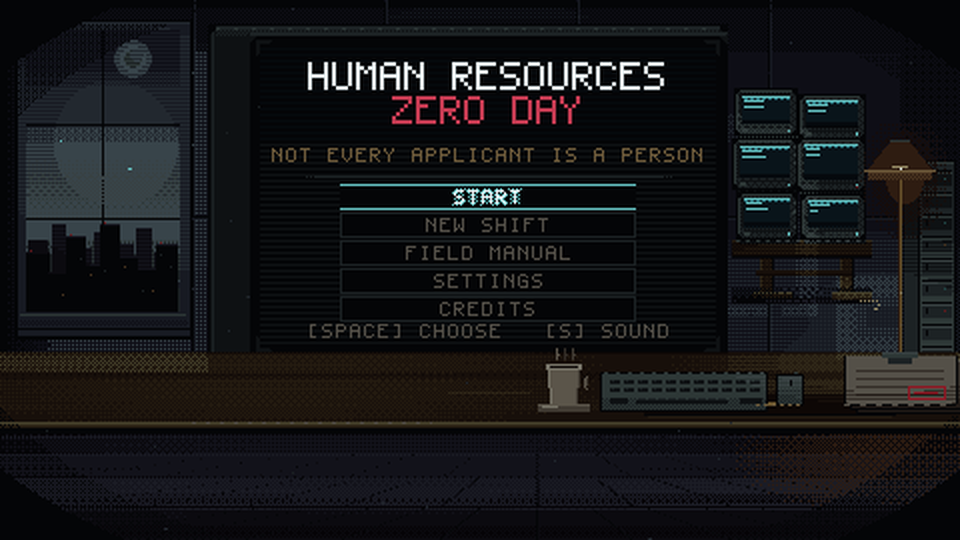 HUMAN RESOURCES
ZERO DAY
NOT EVERY APPLICANT IS A PERSON
START
NEW SHIFT
FIELD MANUAL
SETTINGS
CREDITS
[SPACE] CHOOSE [S] SOUND